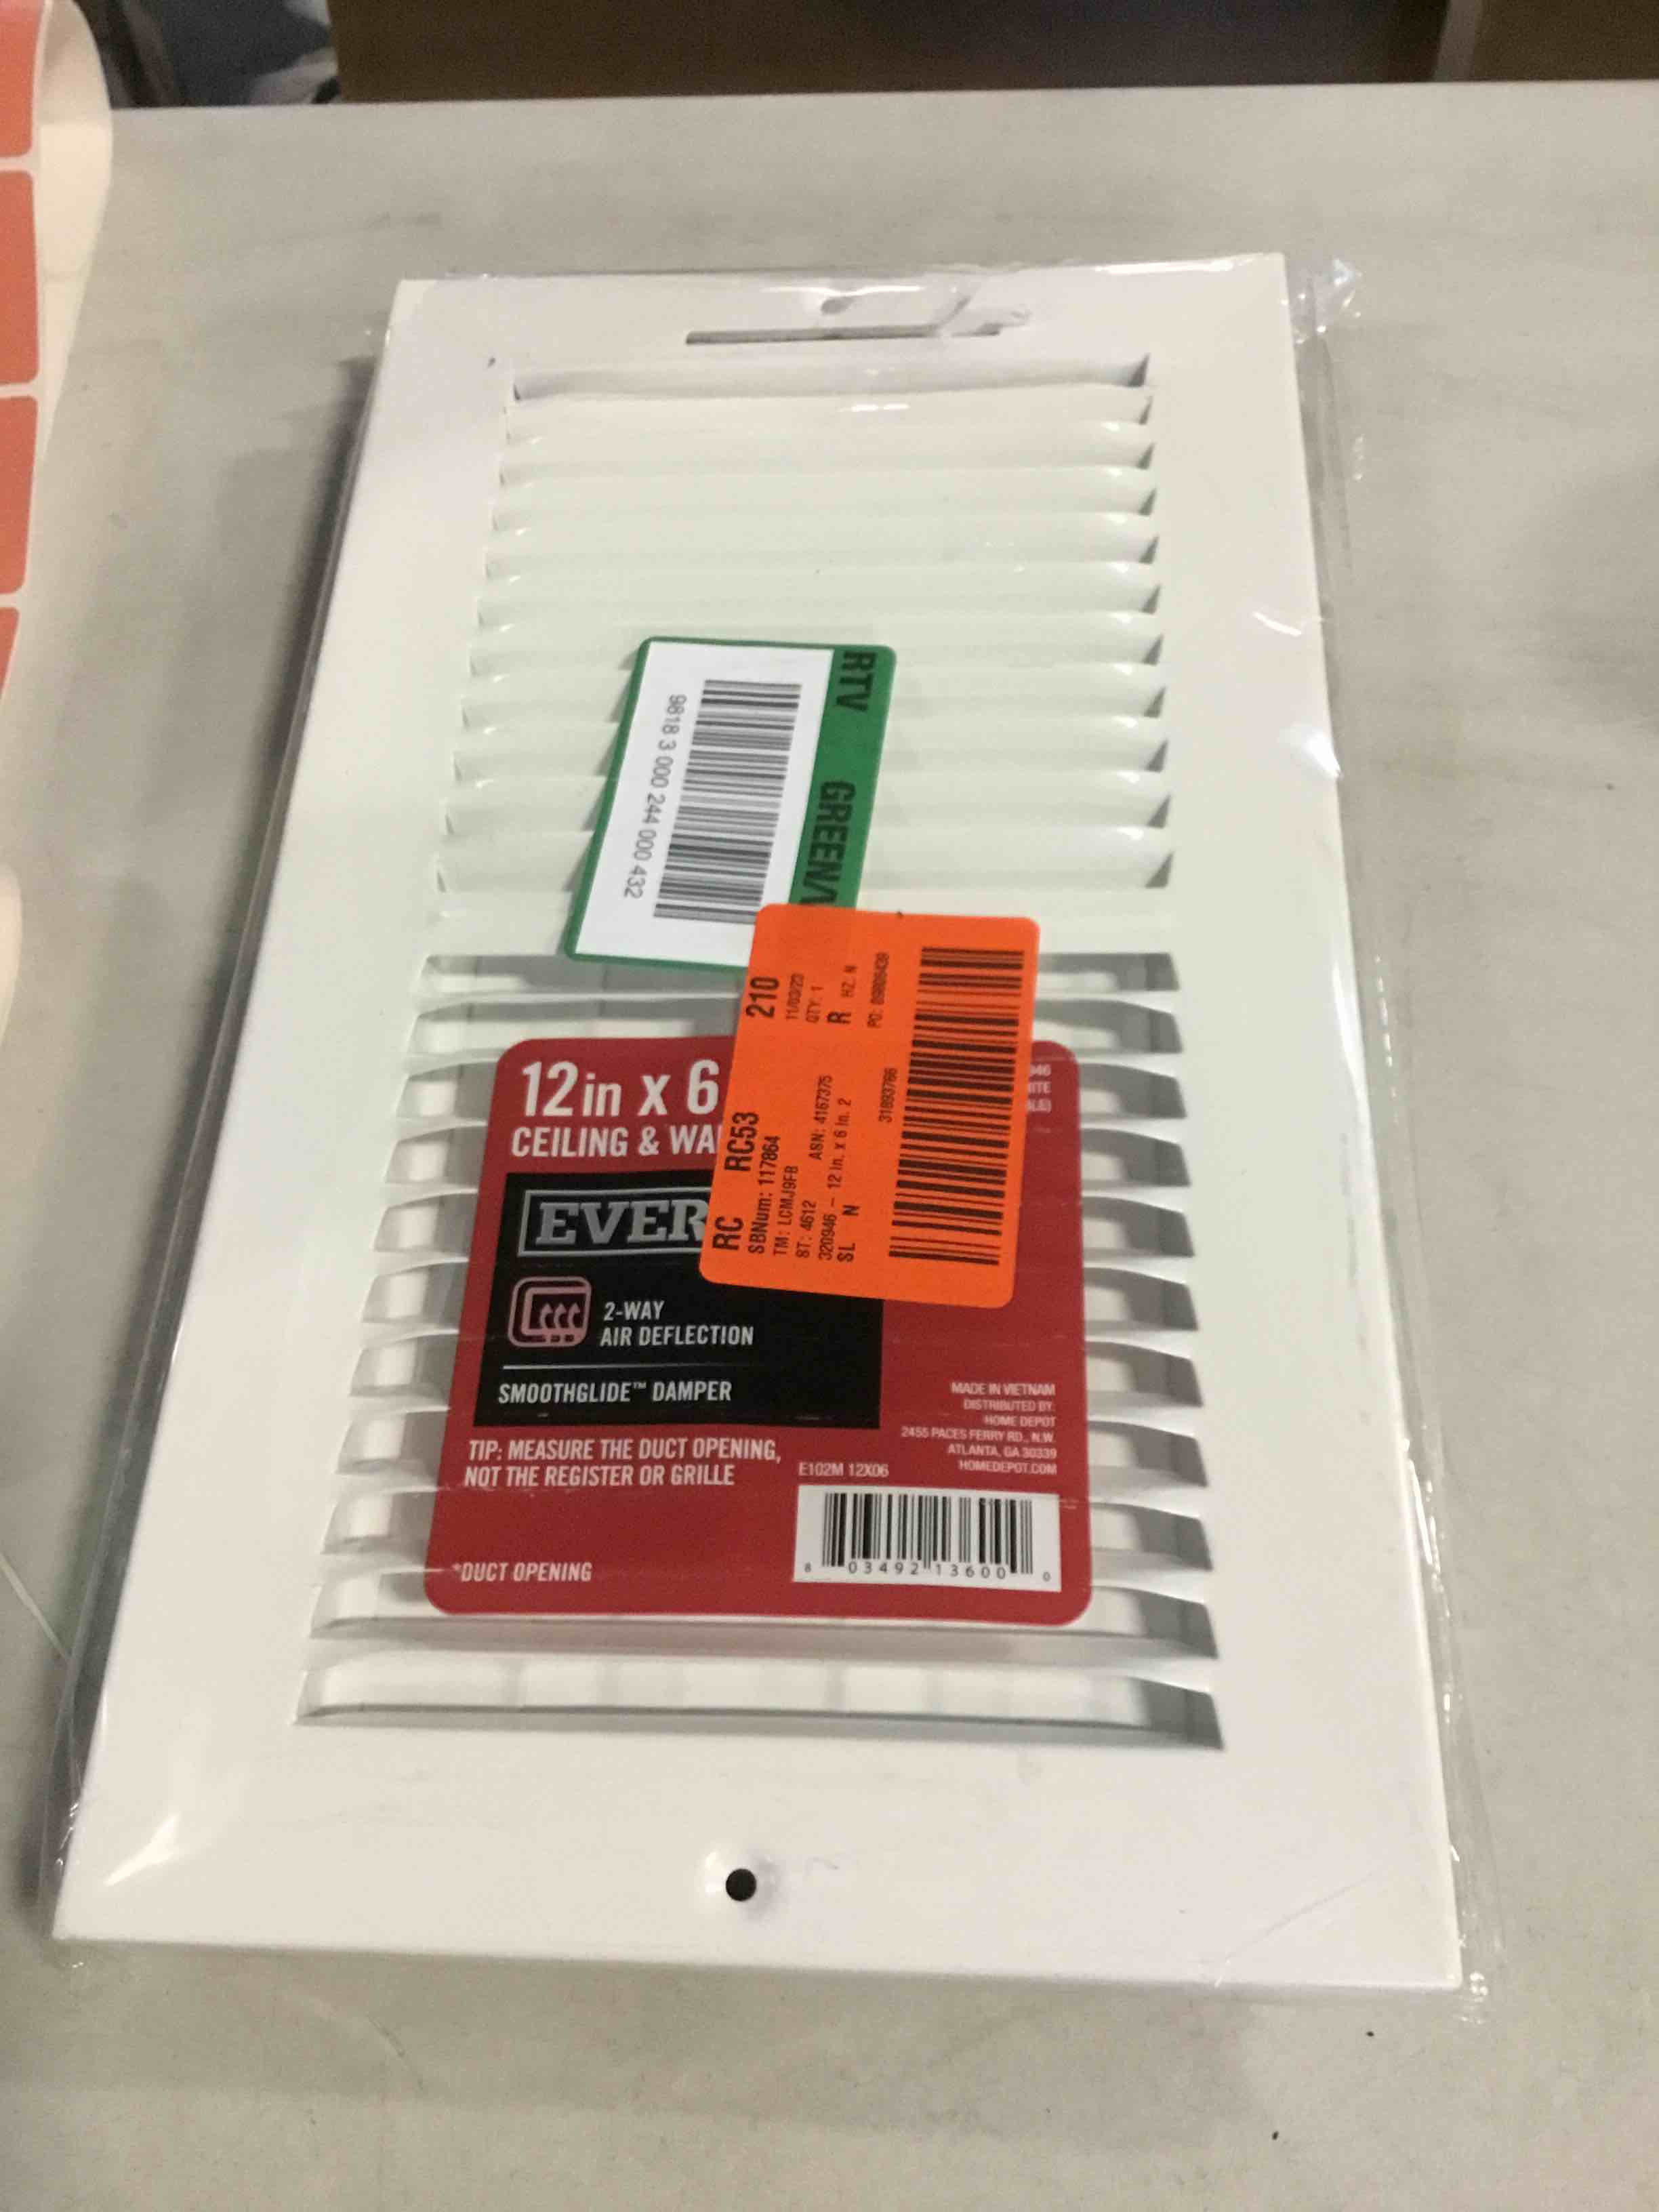 RTV GREEN/
9818 3 000 244 000 432
RC RC53 210
SBNum: 117864 11/03/23
TM: LCMJ9FB QTY: 1
ST: 4612 ASN: 4167375 R HZ: N
320946 – 12 in. x 6 in. 2
SL N
31893766
12in x 6
CEILING & WA
946
ITE
EVER
2-WAY
AIR DEFLECTION
SMOOTHGLIDE™ DAMPER
TIP: MEASURE THE DUCT OPENING,
NOT THE REGISTER OR GRILLE
*DUCT OPENING
MADE IN VIETNAM
DISTRIBUTED BY:
HOME DEPOT
2455 PACES FERRY RD., N.W.
ATLANTA, GA 30339
HOMEDEPOT.COM
E102M 12X06
8 03492 13600 0